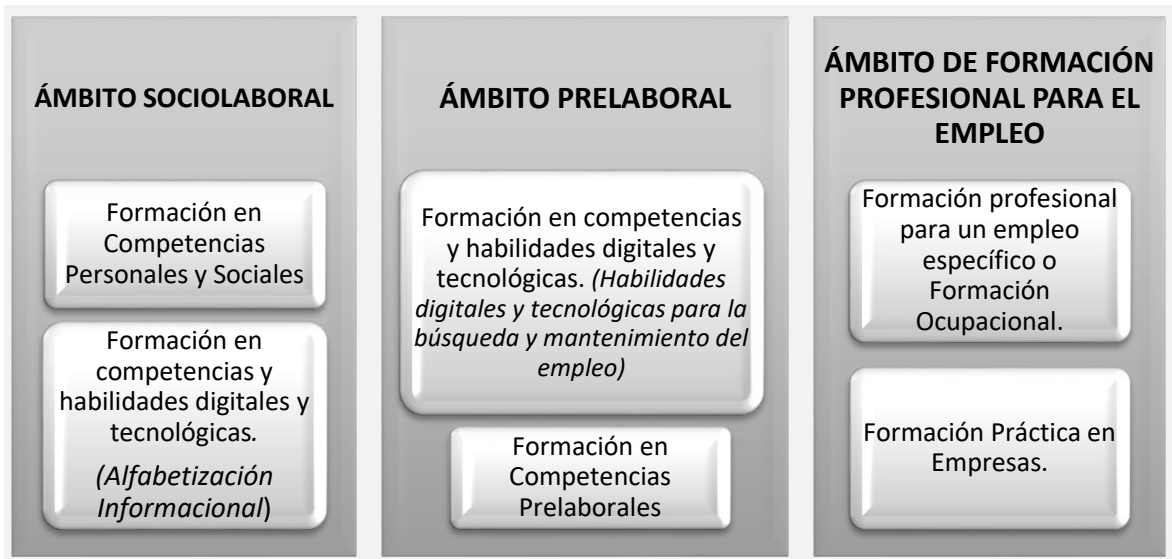 ÁMBITO SOCIOLABORAL
Formación en
Competencias
Personales y Sociales
Formación en
competencias y
habilidades digitales y
tecnológicas.
(Alfabetización
Informacional)
ÁMBITO PRELABORAL
Formación en competencias
y habilidades digitales y
tecnológicas. (Habilidades
digitales y tecnológicas para la
búsqueda y mantenimiento del
empleo)
Formación en
Competencias
Prelaborales
ÁMBITO DE FORMACIÓN
PROFESIONAL PARA EL
EMPLEO
Formación profesional
para un empleo
específico o
Formación
Ocupacional.
Formación Práctica en
Empresas.